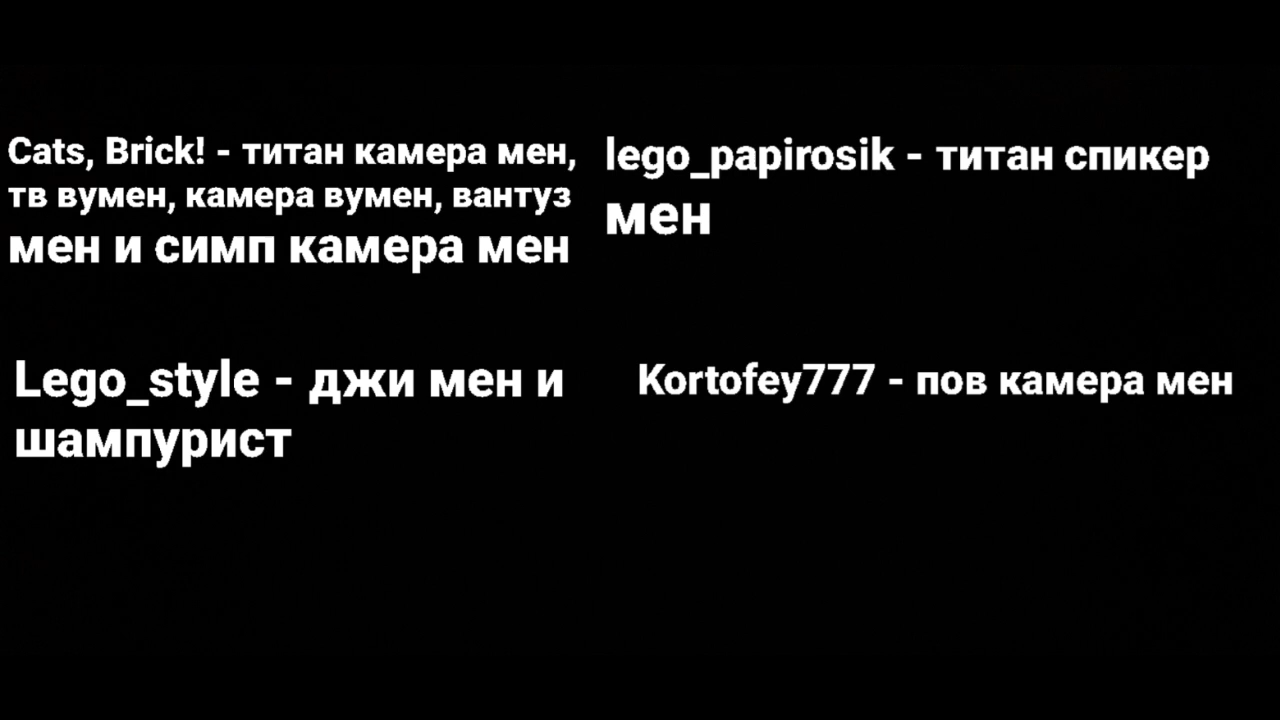 Cats, Brick! - титан камера мен,
тв вумен, камера вумен, вантуз
мен и симп камера мен
lego_papirosik - титан спикер
мен
Lego_style - джи мен и
шампурист
Kortofey777 - пов камера мен